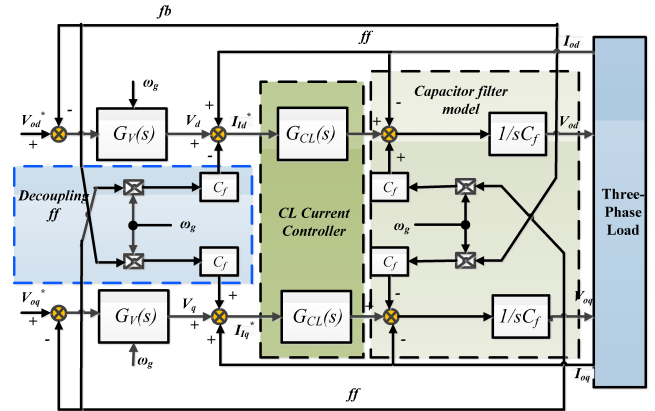 fb
ff
I_od
ω_g
Capacitor filter
model
V_od*
-
+
G_V(s)
V_d
+
+
-
I_Id*
G_CL(s)
+
-
+
1/sC_f
V_od
Decoupling
ff
C_f
C_f
ω_g
CL Current
Controller
ω_g
Three-
Phase
Load
C_f
C_f
V_oq*
+
-
G_V(s)
V_q
+
+
+
I_Iq*
G_CL(s)
+
-
-
1/sC_f
V_oq
ω_g
I_oq
ff